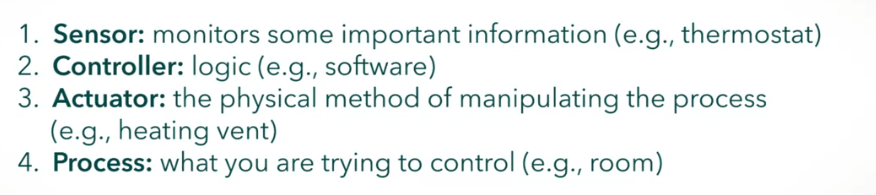 1. Sensor: monitors some important information (e.g., thermostat)
2. Controller: logic (e.g., software)
3. Actuator: the physical method of manipulating the process
(e.g., heating vent)
4. Process: what you are trying to control (e.g., room)